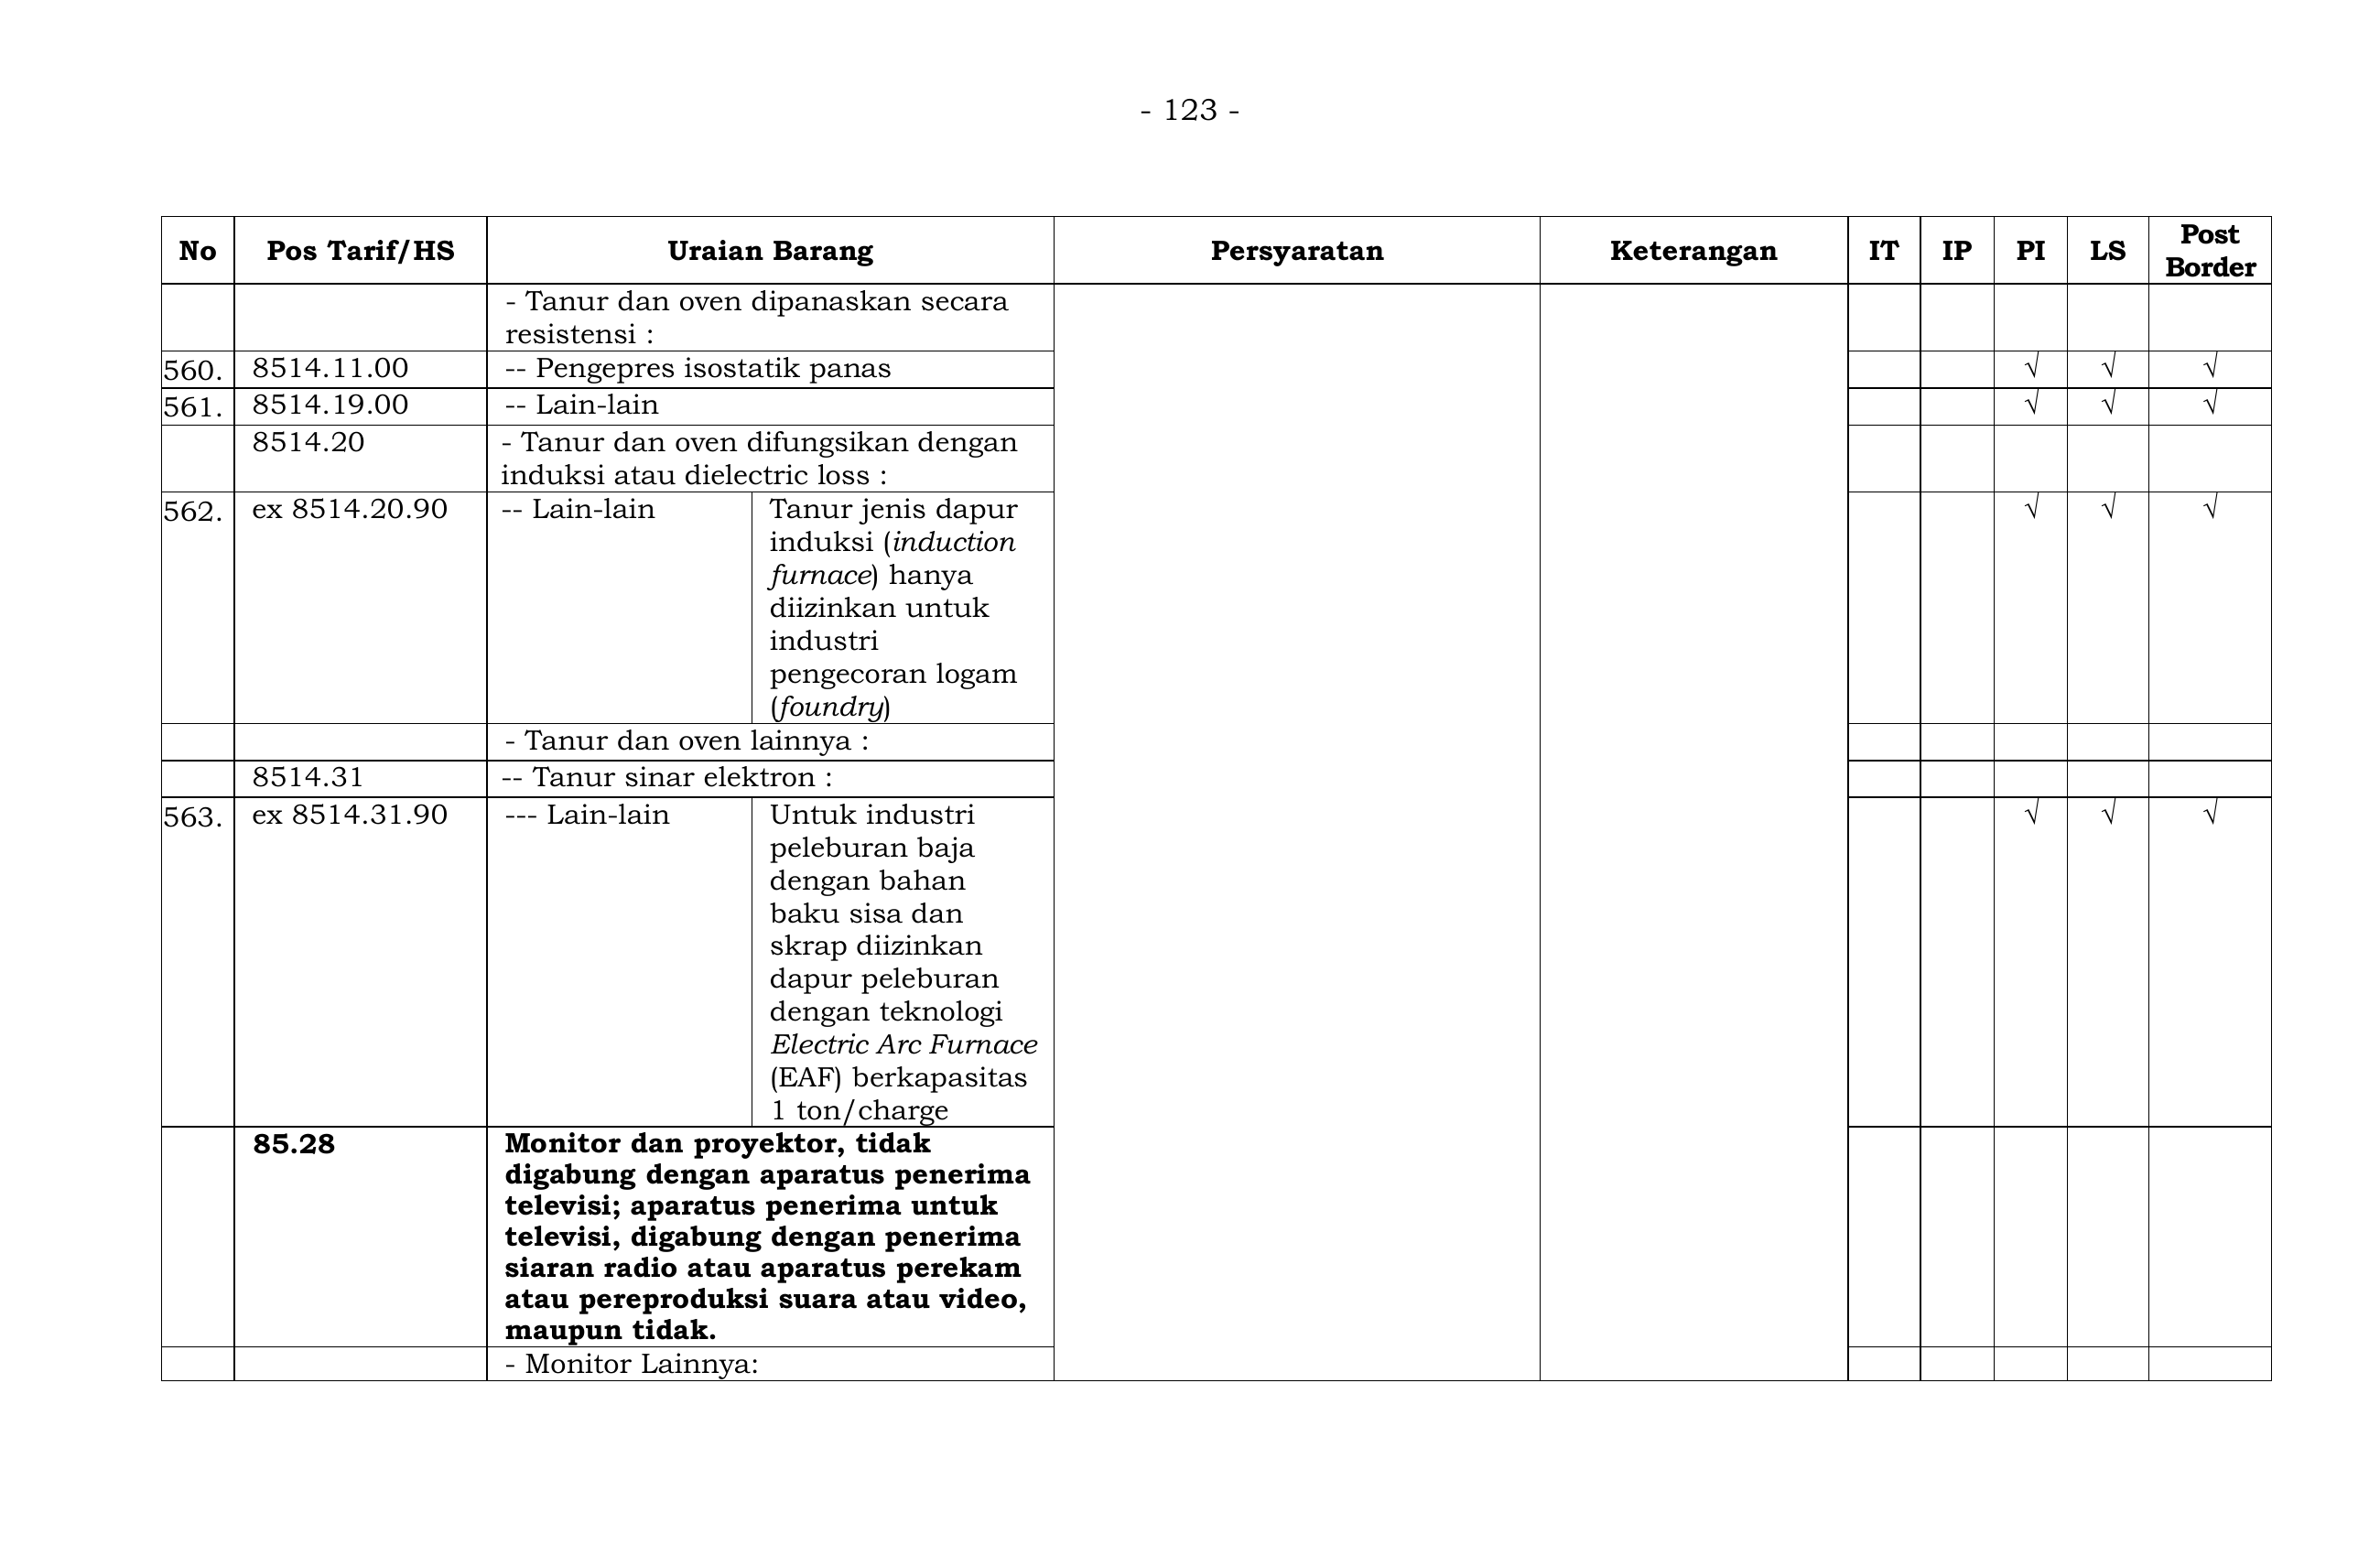 - 123 -
No Pos Tarif/HS Uraian Barang Persyaratan Keterangan IT IP PI LS Post Border
- Tanur dan oven dipanaskan secara
resistensi :
560. 8514.11.00 -- Pengepres isostatik panas √ √ √
561. 8514.19.00 -- Lain-lain √ √ √
8514.20 - Tanur dan oven difungsikan dengan
induksi atau dielectric loss :
562. ex 8514.20.90 -- Lain-lain Tanur jenis dapur √ √ √
induksi (induction
furnace) hanya
diizinkan untuk
industri
pengecoran logam
(foundry)
- Tanur dan oven lainnya :
8514.31 -- Tanur sinar elektron :
563. ex 8514.31.90 --- Lain-lain Untuk industri √ √ √
peleburan baja
dengan bahan
baku sisa dan
skrap diizinkan
dapur peleburan
dengan teknologi
Electric Arc Furnace
(EAF) berkapasitas
1 ton/charge
85.28 Monitor dan proyektor, tidak
digabung dengan aparatus penerima
televisi; aparatus penerima untuk
televisi, digabung dengan penerima
siaran radio atau aparatus perekam
atau pereproduksi suara atau video,
maupun tidak.
- Monitor Lainnya: